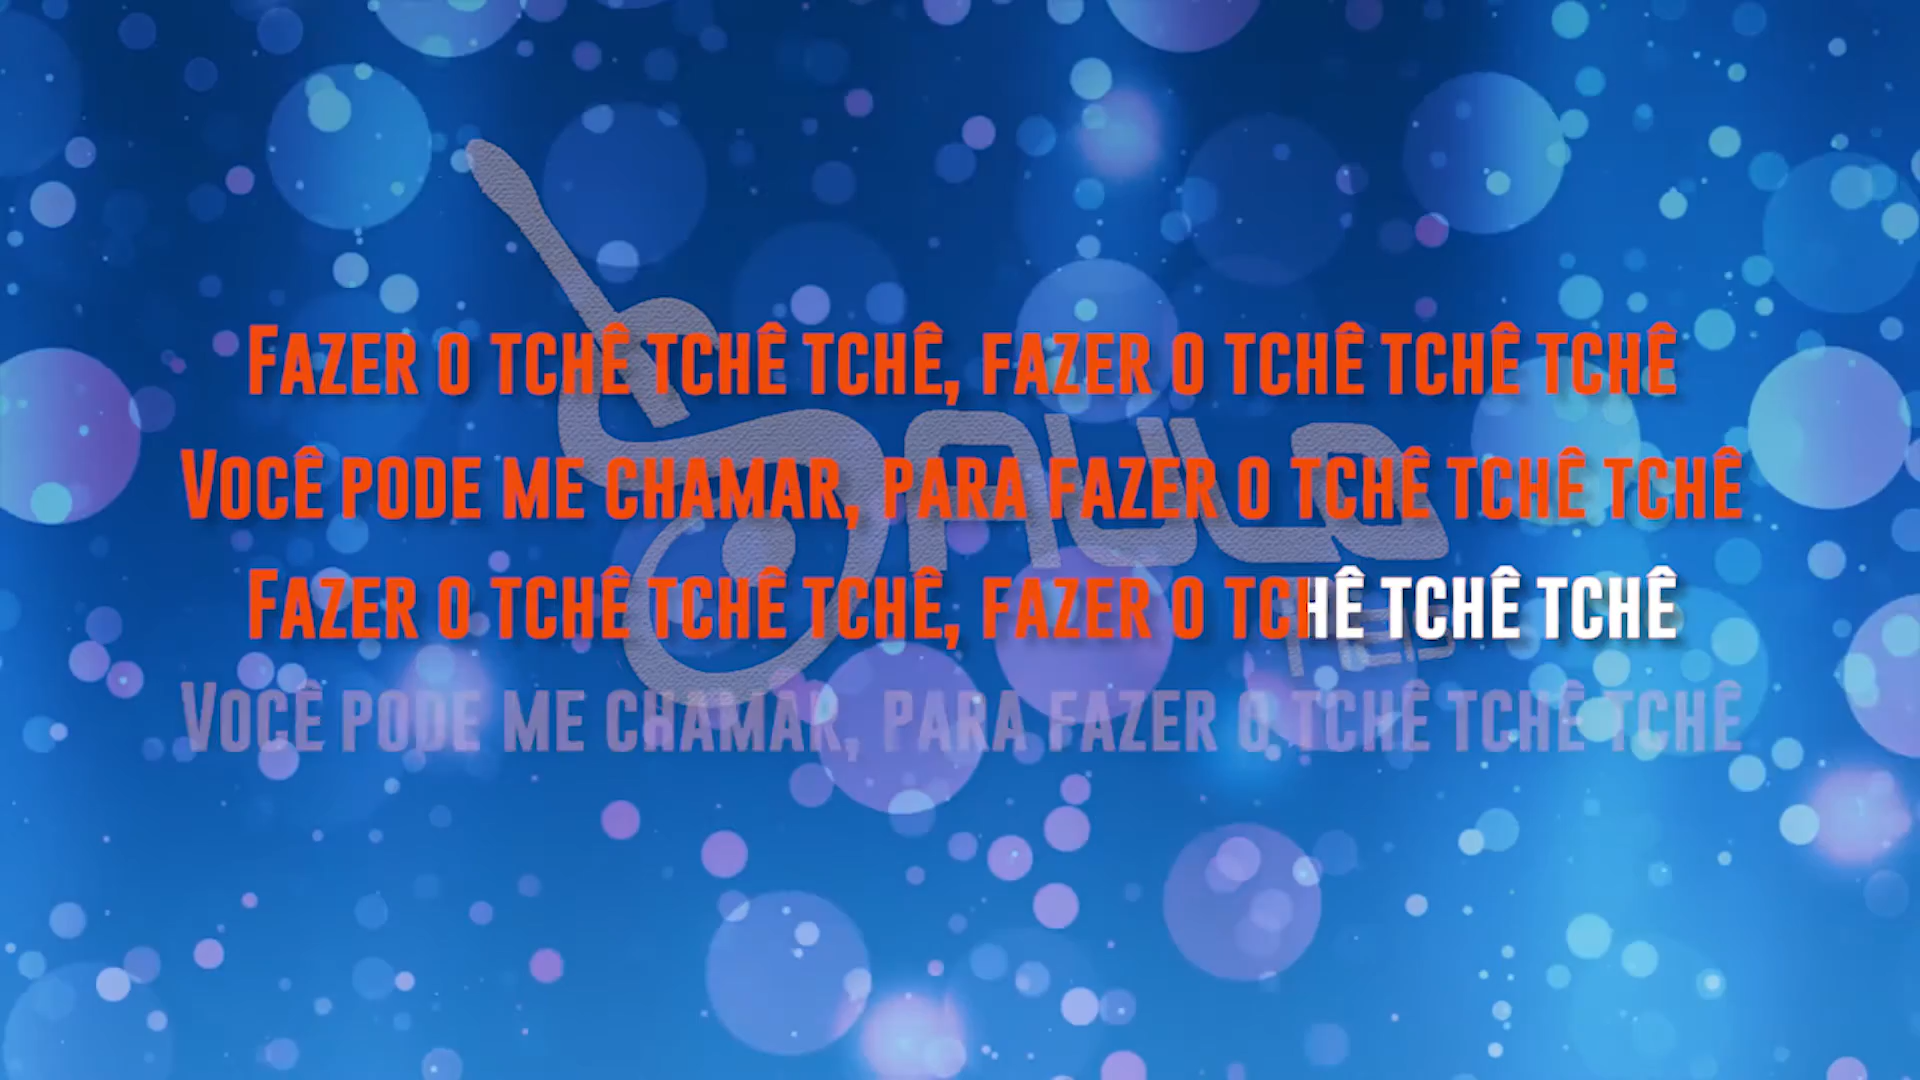 Fazer o tchê tchê tchê, fazer o tchê tchê tchê
Você pode me chamar, para fazer o tchê tchê tchê
Fazer o tchê tchê tchê, fazer o tchê tchê tchê
Você pode me chamar, para fazer o tchê tchê tchê
Saulo